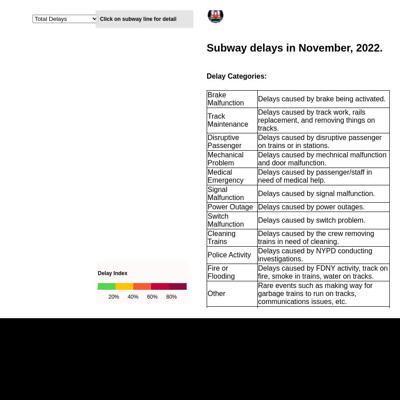 Total Delays
Click on subway line for detail
Subway delays in November, 2022.
Delay Categories:
Brake
Malfunction
Delays caused by brake being activated.
Track
Maintenance
Delays caused by track work, rails
replacement, and removing things on
tracks.
Disruptive
Passenger
Delays caused by disruptive passenger
on trains or in stations.
Mechanical
Problem
Delays caused by mechnical malfunction
and door malfunction.
Medical
Emergency
Delays caused by passenger/staff in
need of medical help.
Signal
Malfunction
Delays caused by signal malfunction.
Power Outage
Delays caused by power outages.
Switch
Malfunction
Delays caused by switch problem.
Cleaning
Trains
Delays caused by the crew removing
trains in need of cleaning.
Police Activity
Delays caused by NYPD conducting
investigations.
Fire or
Flooding
Delays caused by FDNY activity, track on
fire, smoke in trains, water on tracks.
Other
Rare events such as making way for
garbage trains to run on tracks,
communications issues, etc.
Delay Index
20% 40% 60% 80%